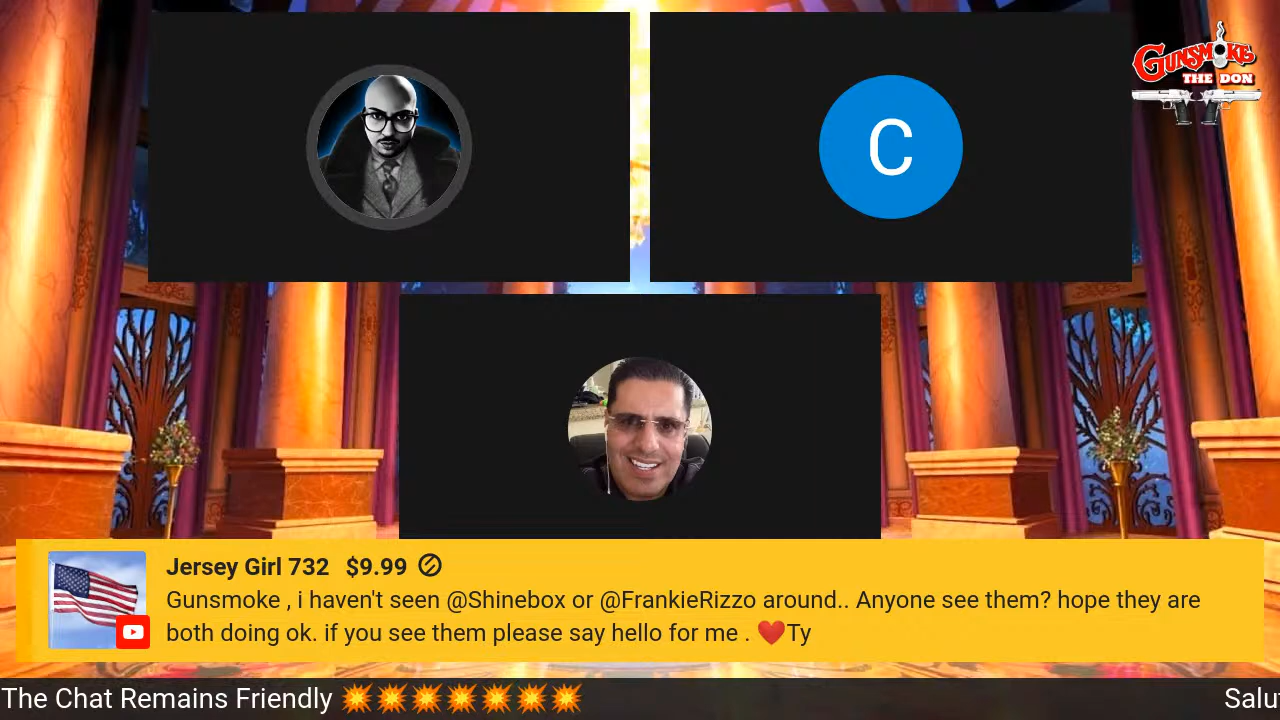 GUNSMOKE
THE DON
C
Jersey Girl 732 $9.99
Gunsmoke , i haven't seen @Shinebox or @FrankieRizzo around.. Anyone see them? hope they are
both doing ok. if you see them please say hello for me . ❤️Ty
The Chat Remains Friendly 💥💥💥💥💥💥💥 Salu